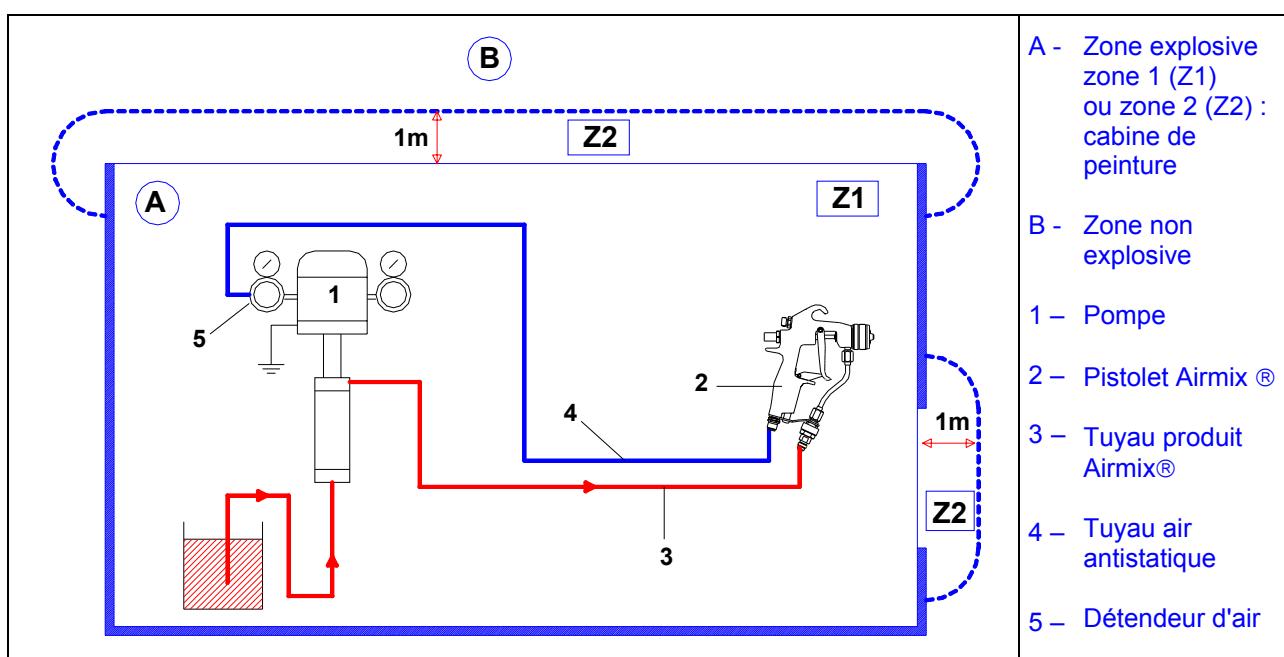 B
1m
Z2
A
Z1
1
5
2
4
1m
Z2
3
A - Zone explosive
zone 1 (Z1)
ou zone 2 (Z2) :
cabine de
peinture
B - Zone non
explosive
1 – Pompe
2 – Pistolet Airmix ®
3 – Tuyau produit
Airmix®
4 – Tuyau air
antistatique
5 – Détendeur d'air